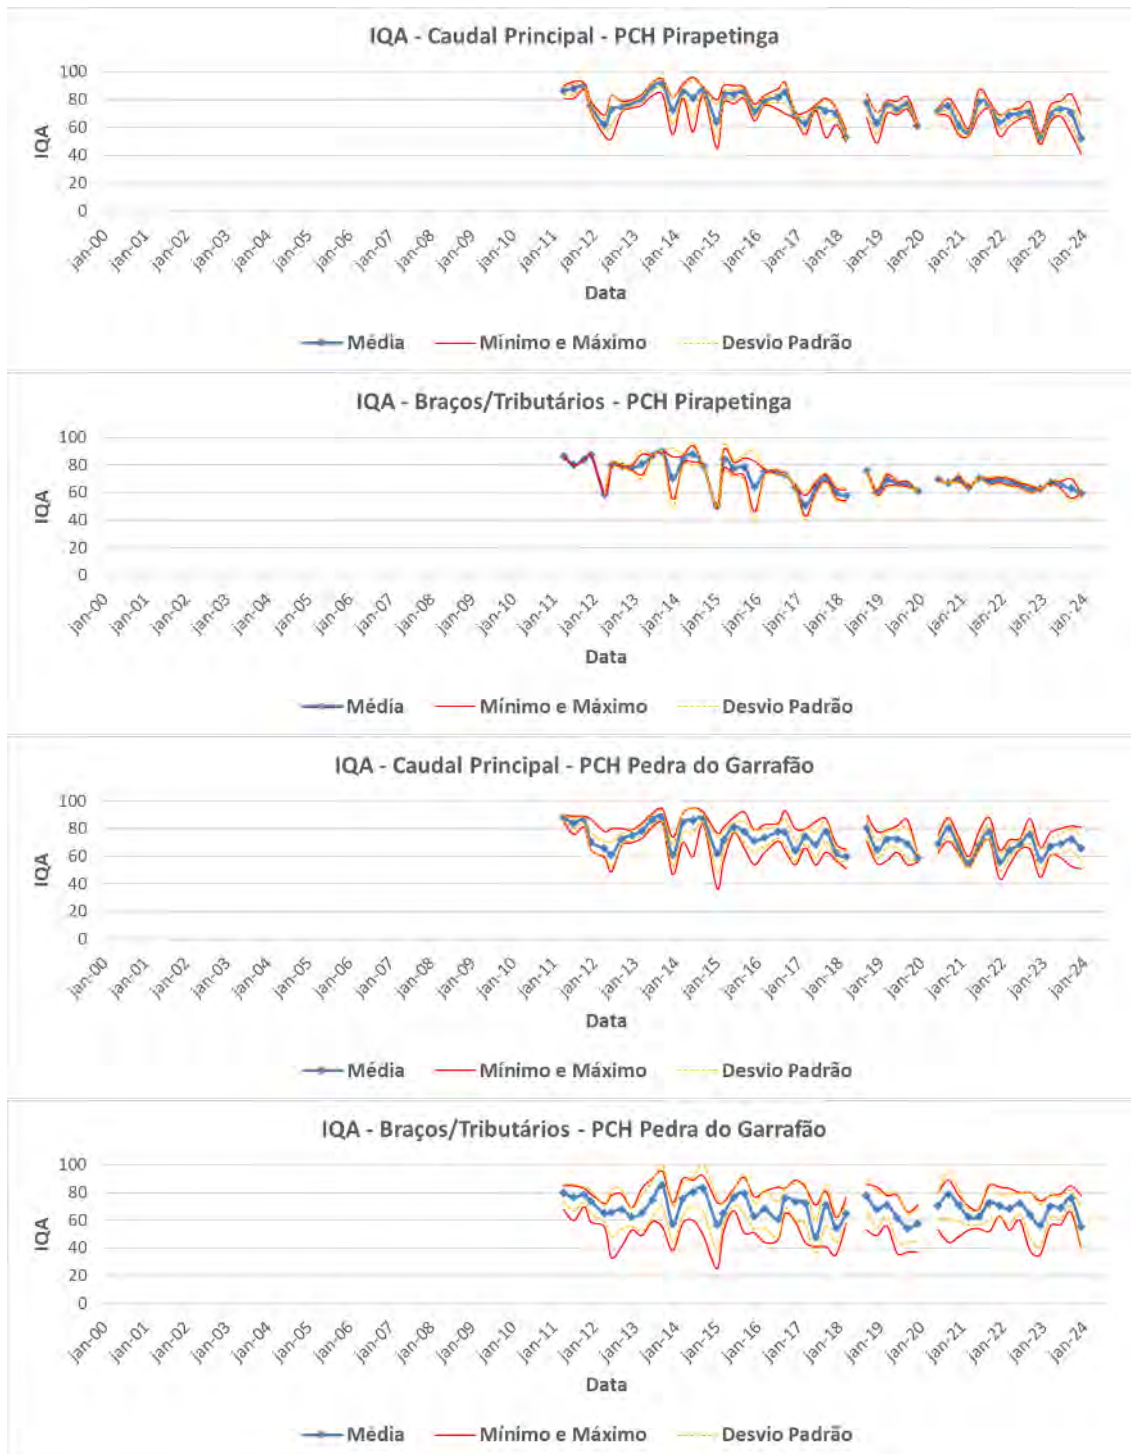 IQA - Caudal Principal - PCH Pirapetinga
IQA
100
80
60
40
20
0
jan-00 jan-01 jan-02 jan-03 jan-04 jan-05 jan-06 jan-07 jan-08 jan-09 jan-10 jan-11 jan-12 jan-13 jan-14 jan-15 jan-16 jan-17 jan-18 jan-19 jan-20 jan-21 jan-22 jan-23 jan-24
Data
Média Mínimo e Máximo Desvio Padrão
IQA - Braços/Tributários - PCH Pirapetinga
IQA
100
80
60
40
20
0
jan-00 jan-01 jan-02 jan-03 jan-04 jan-05 jan-06 jan-07 jan-08 jan-09 jan-10 jan-11 jan-12 jan-13 jan-14 jan-15 jan-16 jan-17 jan-18 jan-19 jan-20 jan-21 jan-22 jan-23 jan-24
Data
Média Mínimo e Máximo Desvio Padrão
IQA - Caudal Principal - PCH Pedra do Garrafão
IQA
100
80
60
40
20
0
jan-00 jan-01 jan-02 jan-03 jan-04 jan-05 jan-06 jan-07 jan-08 jan-09 jan-10 jan-11 jan-12 jan-13 jan-14 jan-15 jan-16 jan-17 jan-18 jan-19 jan-20 jan-21 jan-22 jan-23 jan-24
Data
Média Mínimo e Máximo Desvio Padrão
IQA - Braços/Tributários - PCH Pedra do Garrafão
IQA
100
80
60
40
20
0
jan-00 jan-01 jan-02 jan-03 jan-04 jan-05 jan-06 jan-07 jan-08 jan-09 jan-10 jan-11 jan-12 jan-13 jan-14 jan-15 jan-16 jan-17 jan-18 jan-19 jan-20 jan-21 jan-22 jan-23 jan-24
Data
Média Mínimo e Máximo Desvio Padrão